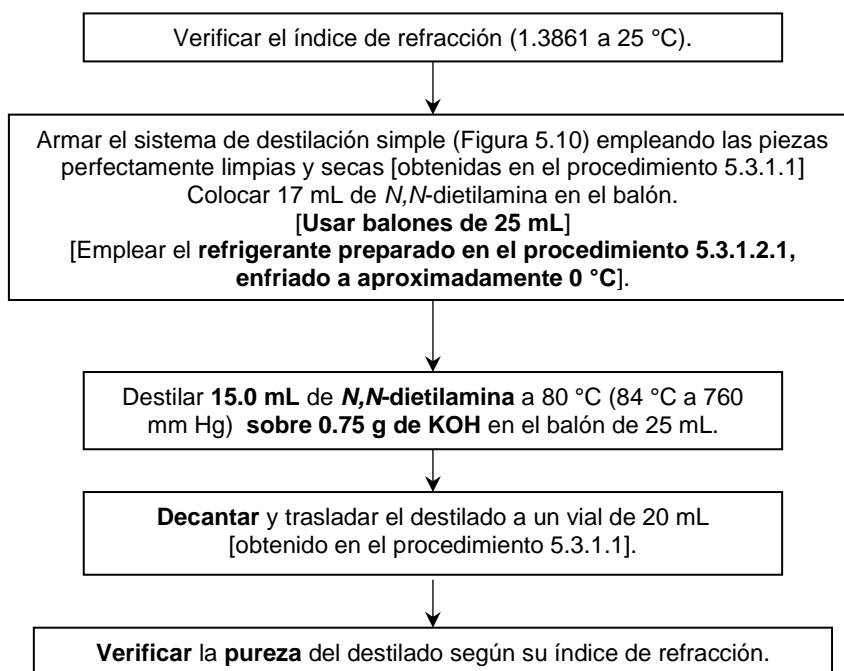 Verificar el índice de refracción (1.3861 a 25 °C).
Armar el sistema de destilación simple (Figura 5.10) empleando las piezas
perfectamente limpias y secas [obtenidas en el procedimiento 5.3.1.1]
Colocar 17 mL de N,N-dietilamina en el balón.
[Usar balones de 25 mL]
[Emplear el refrigerante preparado en el procedimiento 5.3.1.2.1,
enfriado a aproximadamente 0 °C].
Destilar 15.0 mL de N,N-dietilamina a 80 °C (84 °C a 760
mm Hg) sobre 0.75 g de KOH en el balón de 25 mL.
Decantar y trasladar el destilado a un vial de 20 mL
[obtenido en el procedimiento 5.3.1.1].
Verificar la pureza del destilado según su índice de refracción.